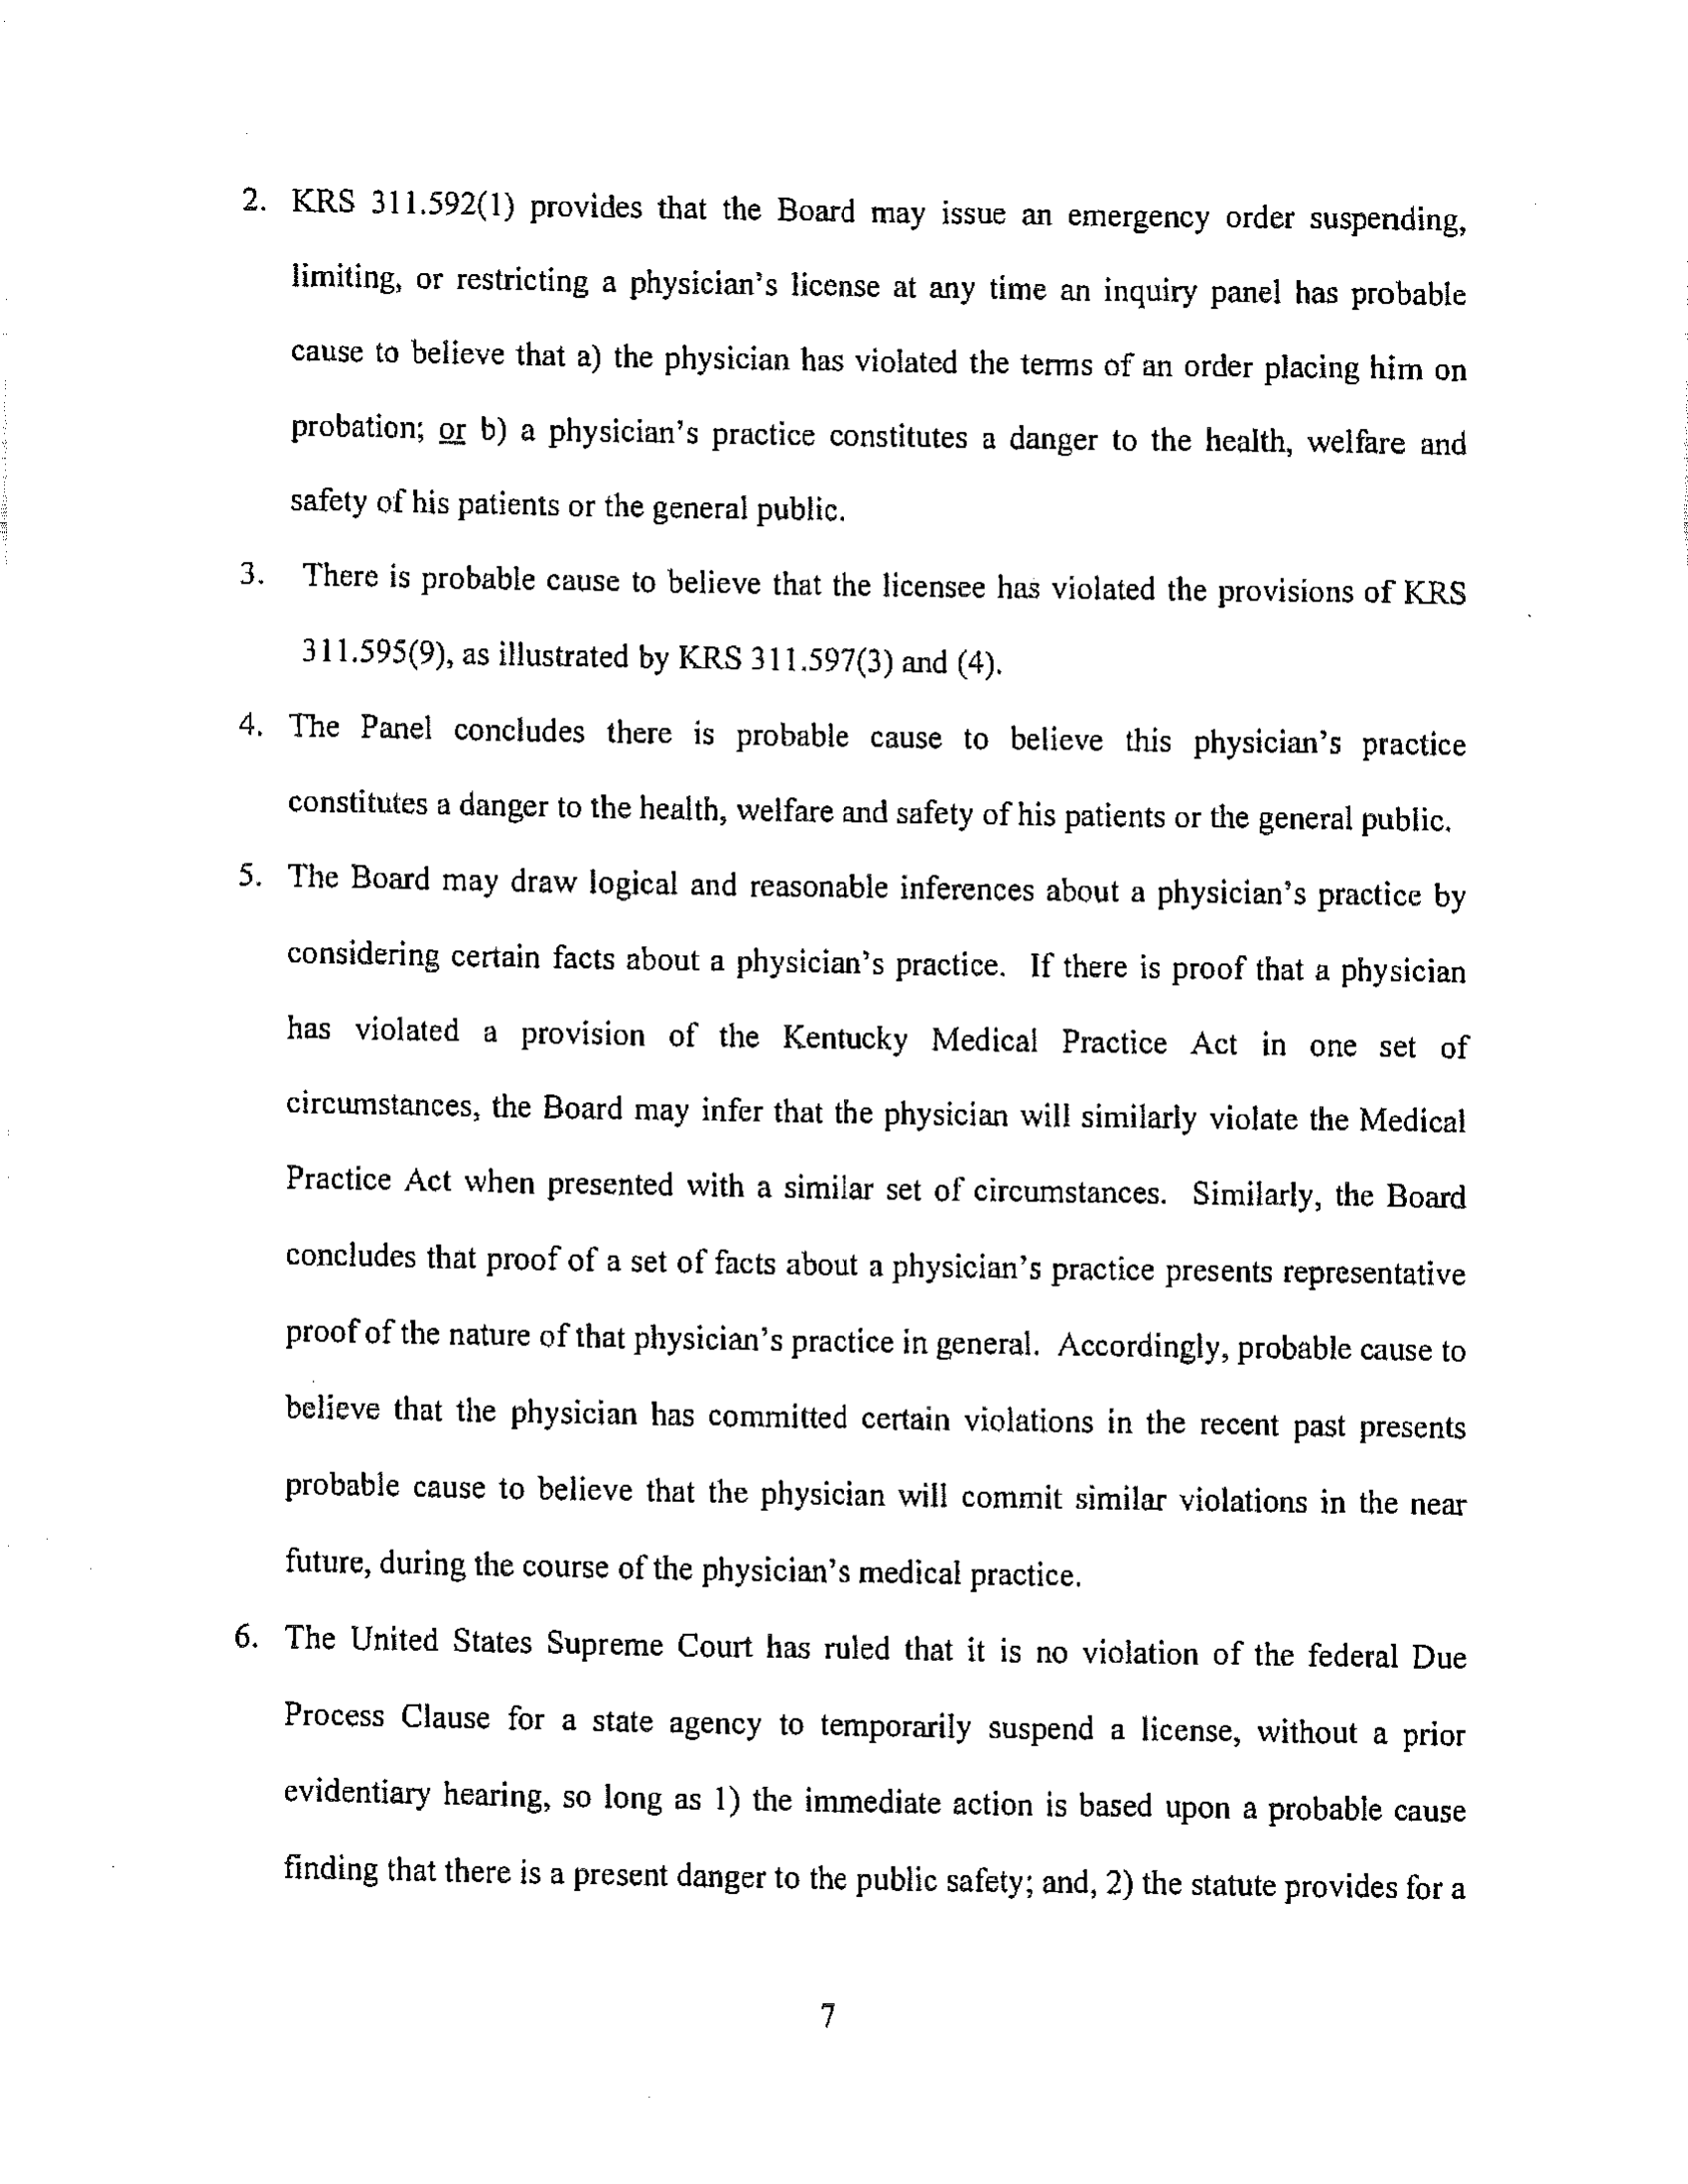 2. KRS 311.592(1) provides that the Board may issue an emergency order suspending,
limiting, or restricting a physician's license at any time an inquiry panel has probable
cause to believe that a) the physician has violated the terms of an order placing him on
probation; or b) a physician's practice constitutes a danger to the health, welfare and
safety of his patients or the general public.
3. There is probable cause to believe that the licensee has violated the provisions of KRS
311.595(9), as illustrated by KRS 311.597(3) and (4).
4. The Panel concludes there is probable cause to believe this physician's practice
constitutes a danger to the health, welfare and safety of his patients or the general public.
5. The Board may draw logical and reasonable inferences about a physician's practice by
considering certain facts about a physician's practice. If there is proof that a physician
has violated a provision of the Kentucky Medical Practice Act in one set of
circumstances, the Board may infer that the physician will similarly violate the Medical
Practice Act when presented with a similar set of circumstances. Similarly, the Board
concludes that proof of a set of facts about a physician's practice presents representative
proof of the nature of that physician's practice in general. Accordingly, probable cause to
believe that the physician has committed certain violations in the recent past presents
probable cause to believe that the physician will commit similar violations in the near
future, during the course of the physician's medical practice.
6. The United States Supreme Court has ruled that it is no violation of the federal Due
Process Clause for a state agency to temporarily suspend a license, without a prior
evidentiary hearing, so long as 1) the immediate action is based upon a probable cause
finding that there is a present danger to the public safety; and, 2) the statute provides for a
7